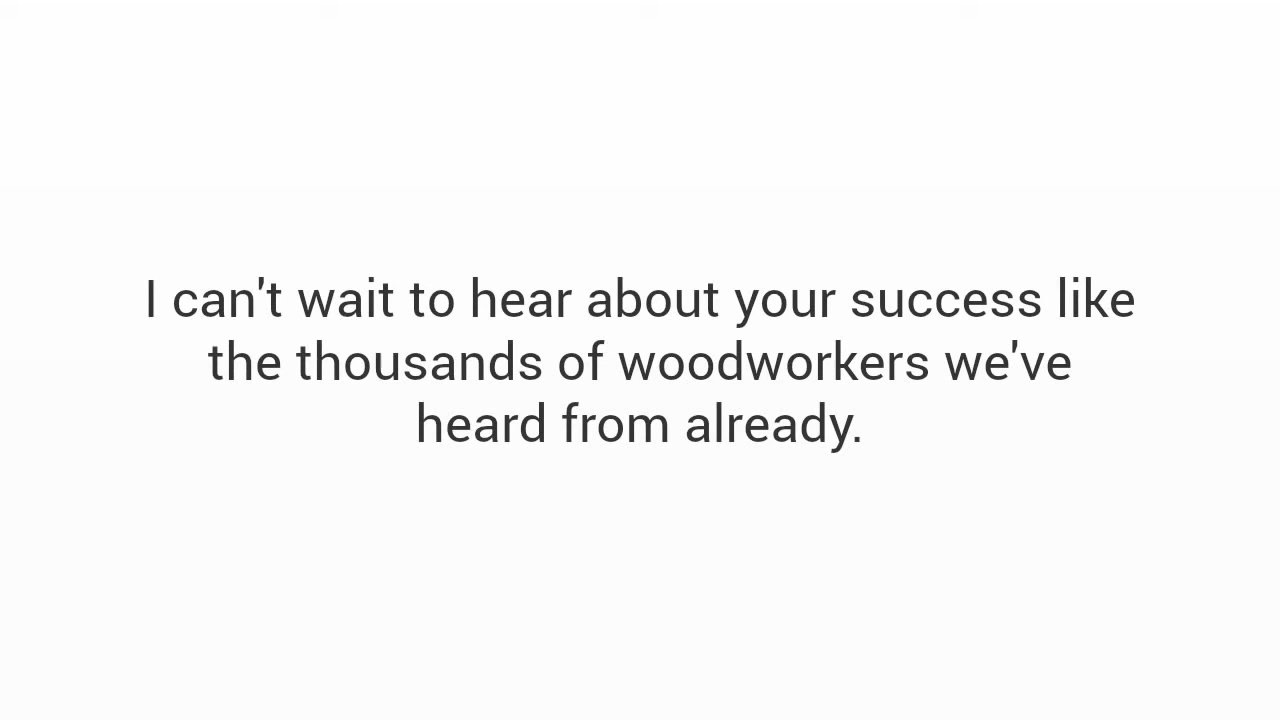 I can't wait to hear about your success like
the thousands of woodworkers we've
heard from already.